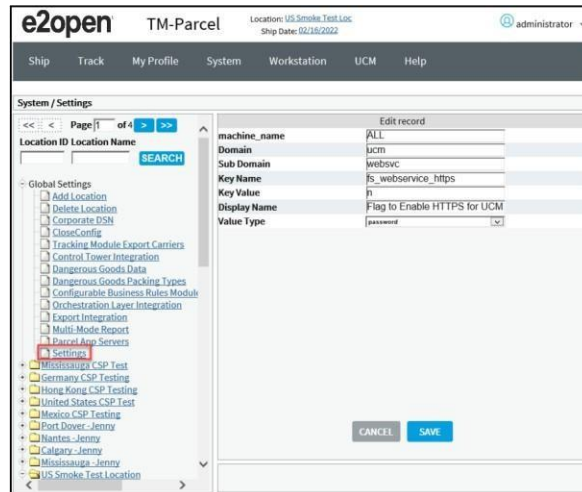 e2open TM-Parcel Location: US Smoke Test Loc administrator
Ship Date: 02/16/2022
Ship Track My Profile System Workstation UCM Help
System / Settings
<< < Page 1 of 4 > >>
Location ID Location Name
SEARCH
Global Settings
Add Location
Delete Location
Corporate DSN
CloseConfig
Tracking Module Export Carriers
Control Tower Integration
Dangerous Goods Data
Dangerous Goods Packing Types
Configurable Business Rules Module
Orchestration Layer Integration
Export Integration
Multi-Mode Report
Parcel App Servers
Settings
Mississauga CSP Test
Germany CSP Testing
Hong Kong CSP Testing
United States CSP Test
Mexico CSP Testing
Port Dover -Jenny
Nantes -Jenny
Calgary -Jenny
Mississauga -Jenny
US Smoke Test Location
Edit record
machine_name ALL
Domain ucm
Sub Domain websvc
Key Name fs_webservice_https
Key Value n
Display Name Flag to Enable HTTPS for UCM
Value Type password
CANCEL SAVE